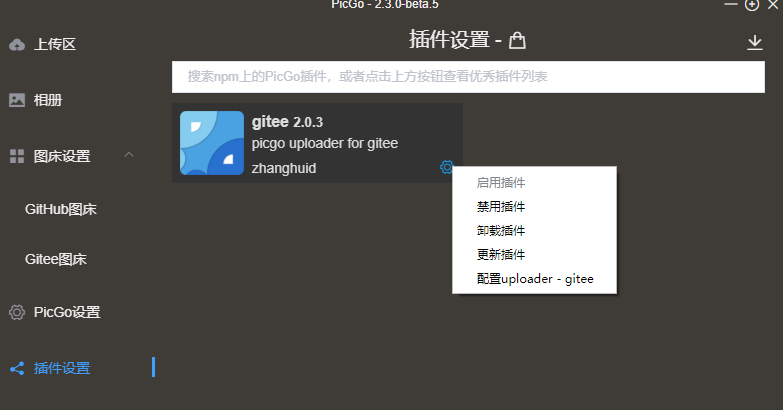 PicGo - 2.3.0-beta.5
上传区
相册
图床设置
GitHub图床
Gitee图床
PicGo设置
插件设置
插件设置 -
搜索npm上的PicGo插件，或者点击上方按钮查看优秀插件列表
gitee 2.0.3
picgo uploader for gitee
zhanghuid
启用插件
禁用插件
卸载插件
更新插件
配置uploader - gitee